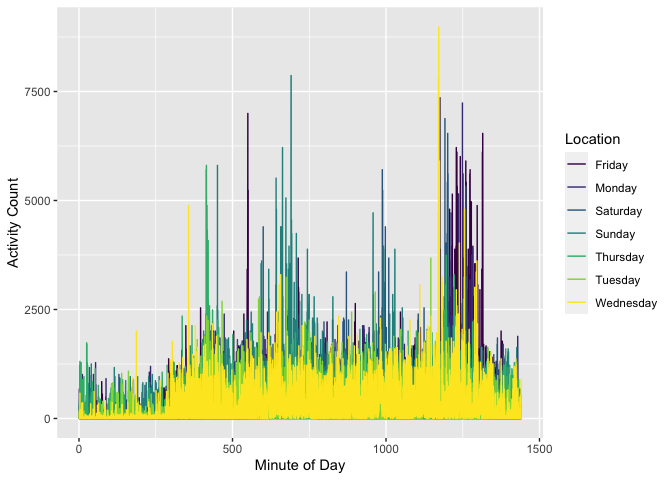 7500
5000
2500
0
Activity Count
0
500
1000
1500
Minute of Day
Location
Friday
Monday
Saturday
Sunday
Thursday
Tuesday
Wednesday